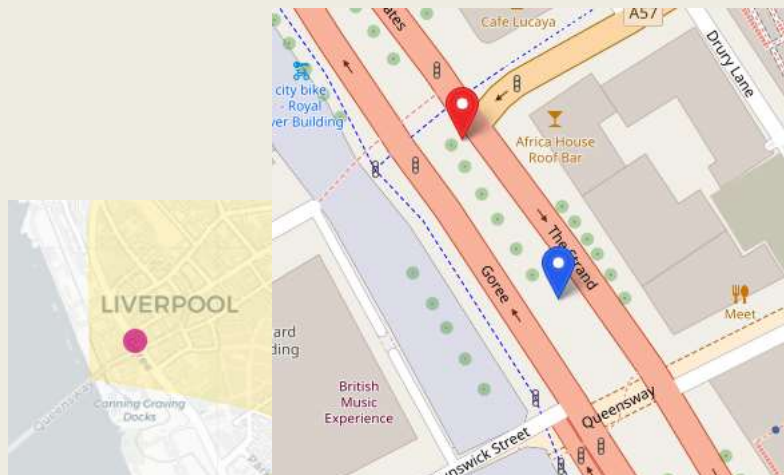 Cafe Lucaya
A57
Drury Lane
city bike
- Royal
ver Building
Africa House
Roof Bar
The Strand
Goree
Meet
ard
ding
British
Music
Experience
Queensway
nswick Street
LIVERPOOL
Queensway
Canning Graving
Docks